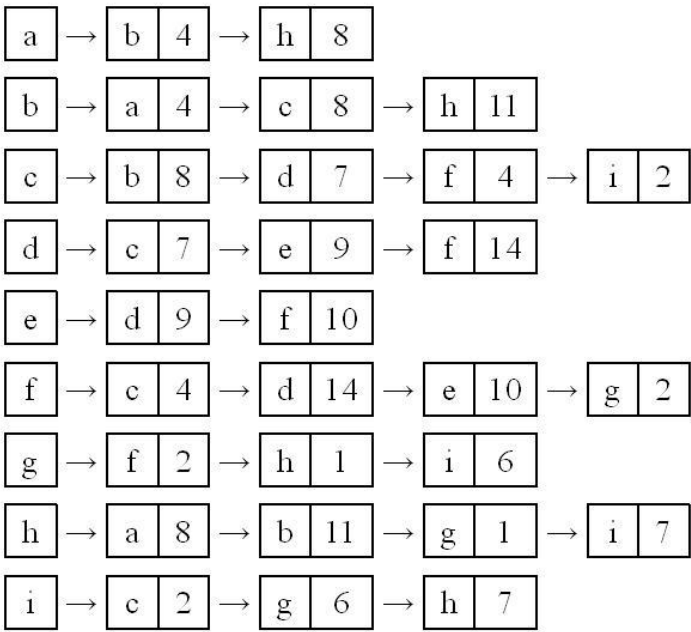 a → b 4 → h 8
b → a 4 → c 8 → h 11
c → b 8 → d 7 → f 4 → i 2
d → c 7 → e 9 → f 14
e → d 9 → f 10
f → c 4 → d 14 → e 10 → g 2
g → f 2 → h 1 → i 6
h → a 8 → b 11 → g 1 → i 7
i → c 2 → g 6 → h 7